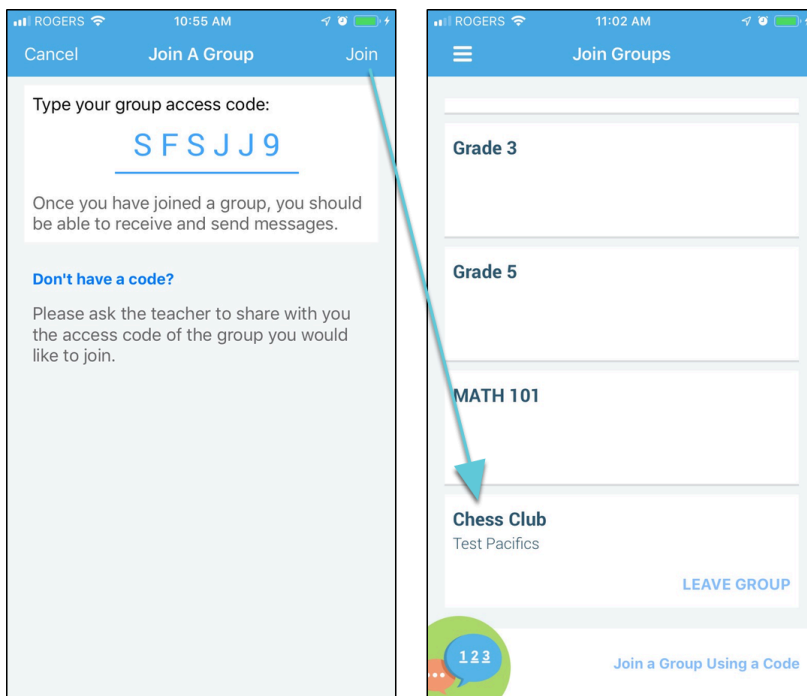 ROGERS 10:55 AM
Cancel Join A Group Join
Type your group access code:
SFSJJ9
Once you have joined a group, you should
be able to receive and send messages.
Don't have a code?
Please ask the teacher to share with you
the access code of the group you would
like to join.
ROGERS 11:02 AM
Join Groups
Grade 3
Grade 5
MATH 101
Chess Club
Test Pacifics
LEAVE GROUP
123
Join a Group Using a Code